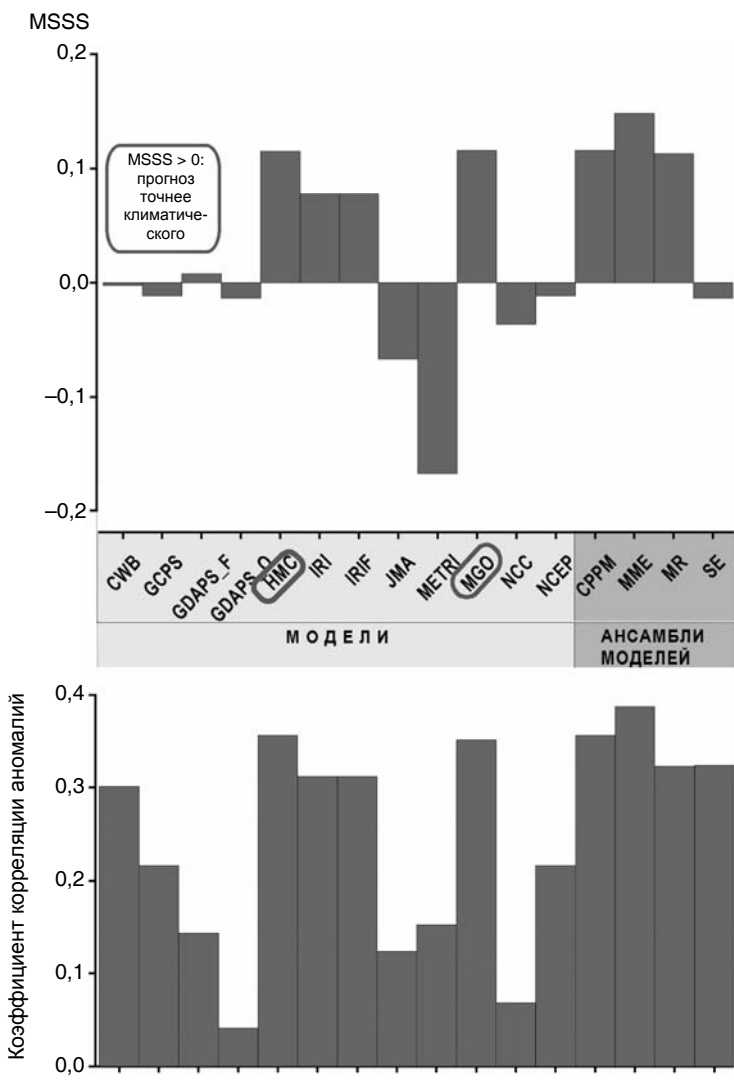 MSSS
0,2
0,1
0,0
–0,1
–0,2
MSSS > 0:
прогноз
точнее
климатиче-
ского
CWB
GCPS
GDAPS_F
GDAPS_O
HMC
IRI
IRIF
JMA
METRI
MGO
NCC
NCEP
CPPM
MME
MR
SE
МОДЕЛИ
АНСАМБЛИ
МОДЕЛЕЙ
Коэффициент корреляции аномалий
0,4
0,3
0,2
0,1
0,0